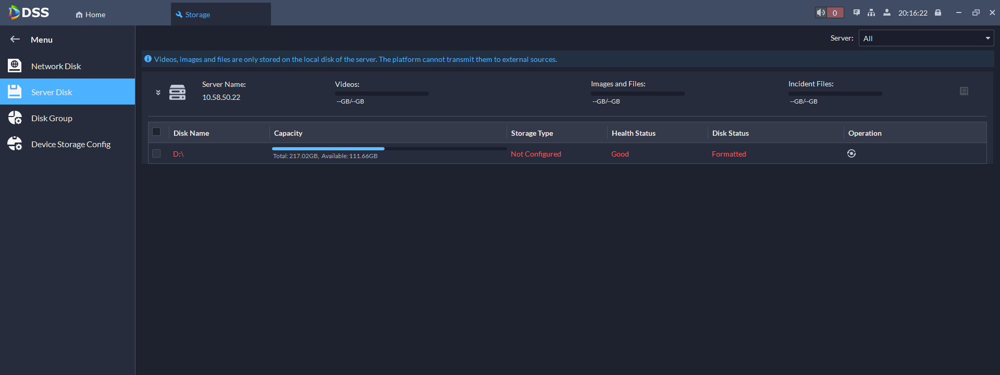 DSS
Home
Storage
0
20:16:22
Menu
Server: All
Network Disk
Server Disk
Disk Group
Device Storage Config
Videos, images and files are only stored on the local disk of the server. The platform cannot transmit them to external sources.
Server Name:
10.58.50.22
Videos:
--GB/--GB
Images and Files:
--GB/--GB
Incident Files:
--GB/--GB
Disk Name Capacity Storage Type Health Status Disk Status Operation
D:\ Total: 217.02GB, Available: 111.66GB Not Configured Good Formatted